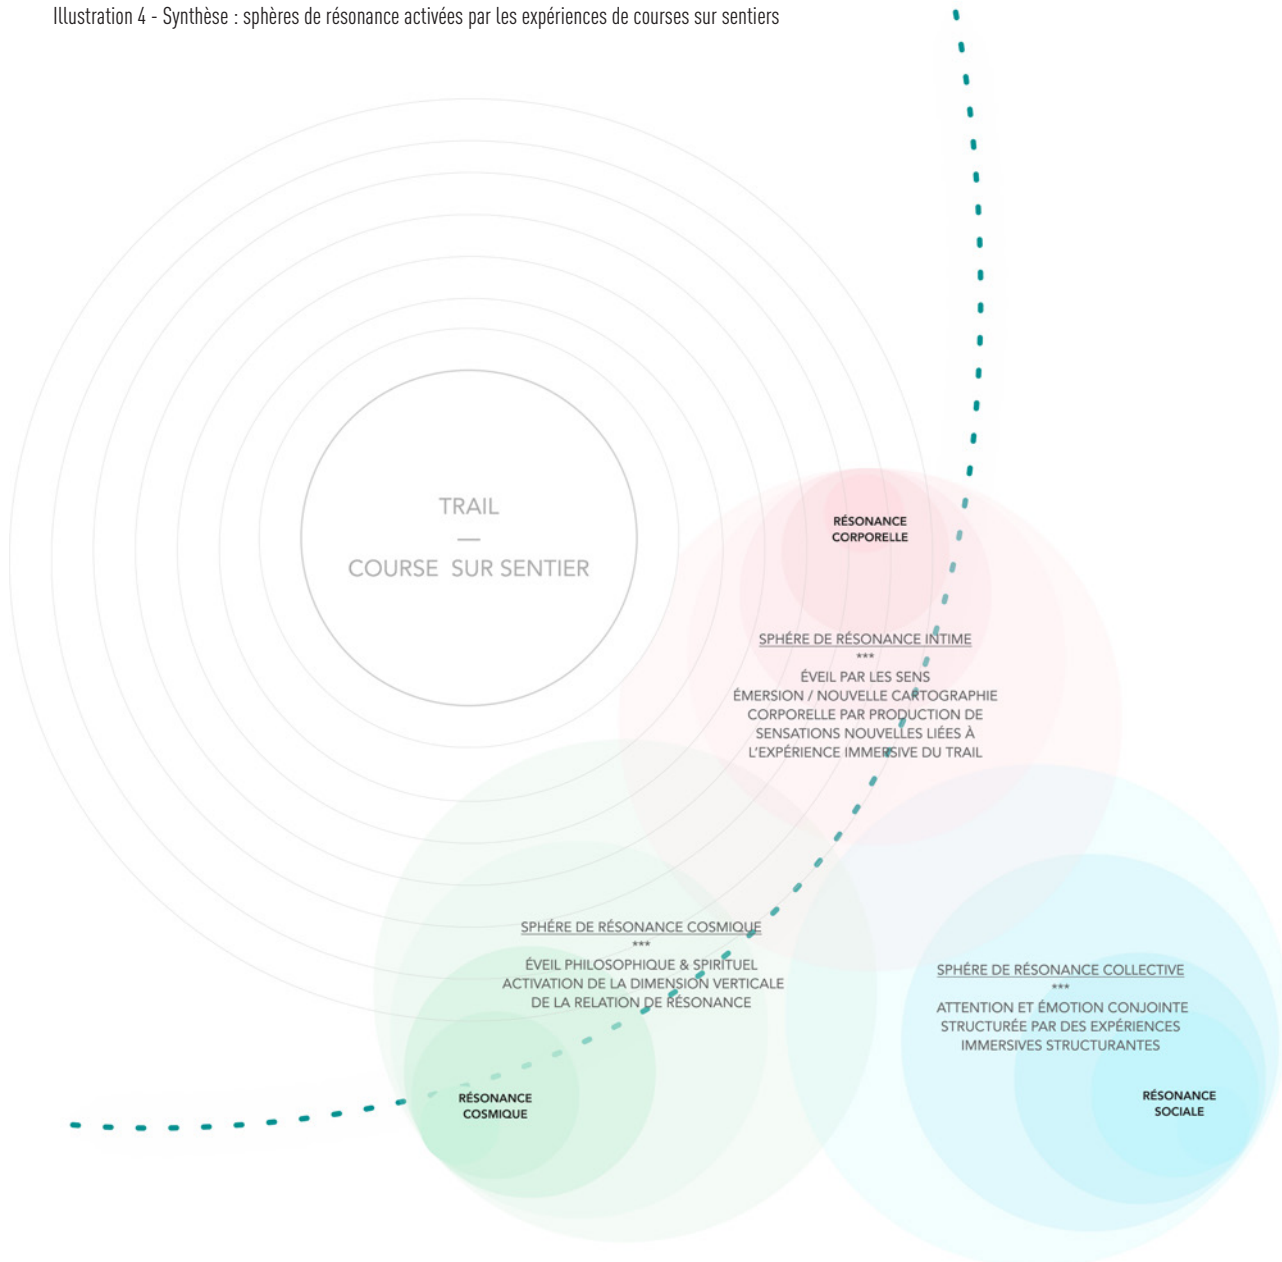 Illustration 4 - Synthèse : sphères de résonance activées par les expériences de courses sur sentiers
TRAIL
—
COURSE SUR SENTIER
RÉSONANCE
CORPORELLE
SPHÉRE DE RÉSONANCE INTIME
***
ÉVEIL PAR LES SENS
ÉMERSION / NOUVELLE CARTOGRAPHIE
CORPORELLE PAR PRODUCTION DE
SENSATIONS NOUVELLES LIÉES À
L'EXPÉRIENCE IMMERSIVE DU TRAIL
SPHÉRE DE RÉSONANCE COSMIQUE
***
ÉVEIL PHILOSOPHIQUE & SPIRITUEL
ACTIVATION DE LA DIMENSION VERTICALE
DE LA RELATION DE RÉSONANCE
RÉSONANCE
COSMIQUE
SPHÉRE DE RÉSONANCE COLLECTIVE
***
ATTENTION ET ÉMOTION CONJOINTE
STRUCTURÉE PAR DES EXPÉRIENCES
IMMERSIVES STRUCTURANTES
RÉSONANCE
SOCIALE